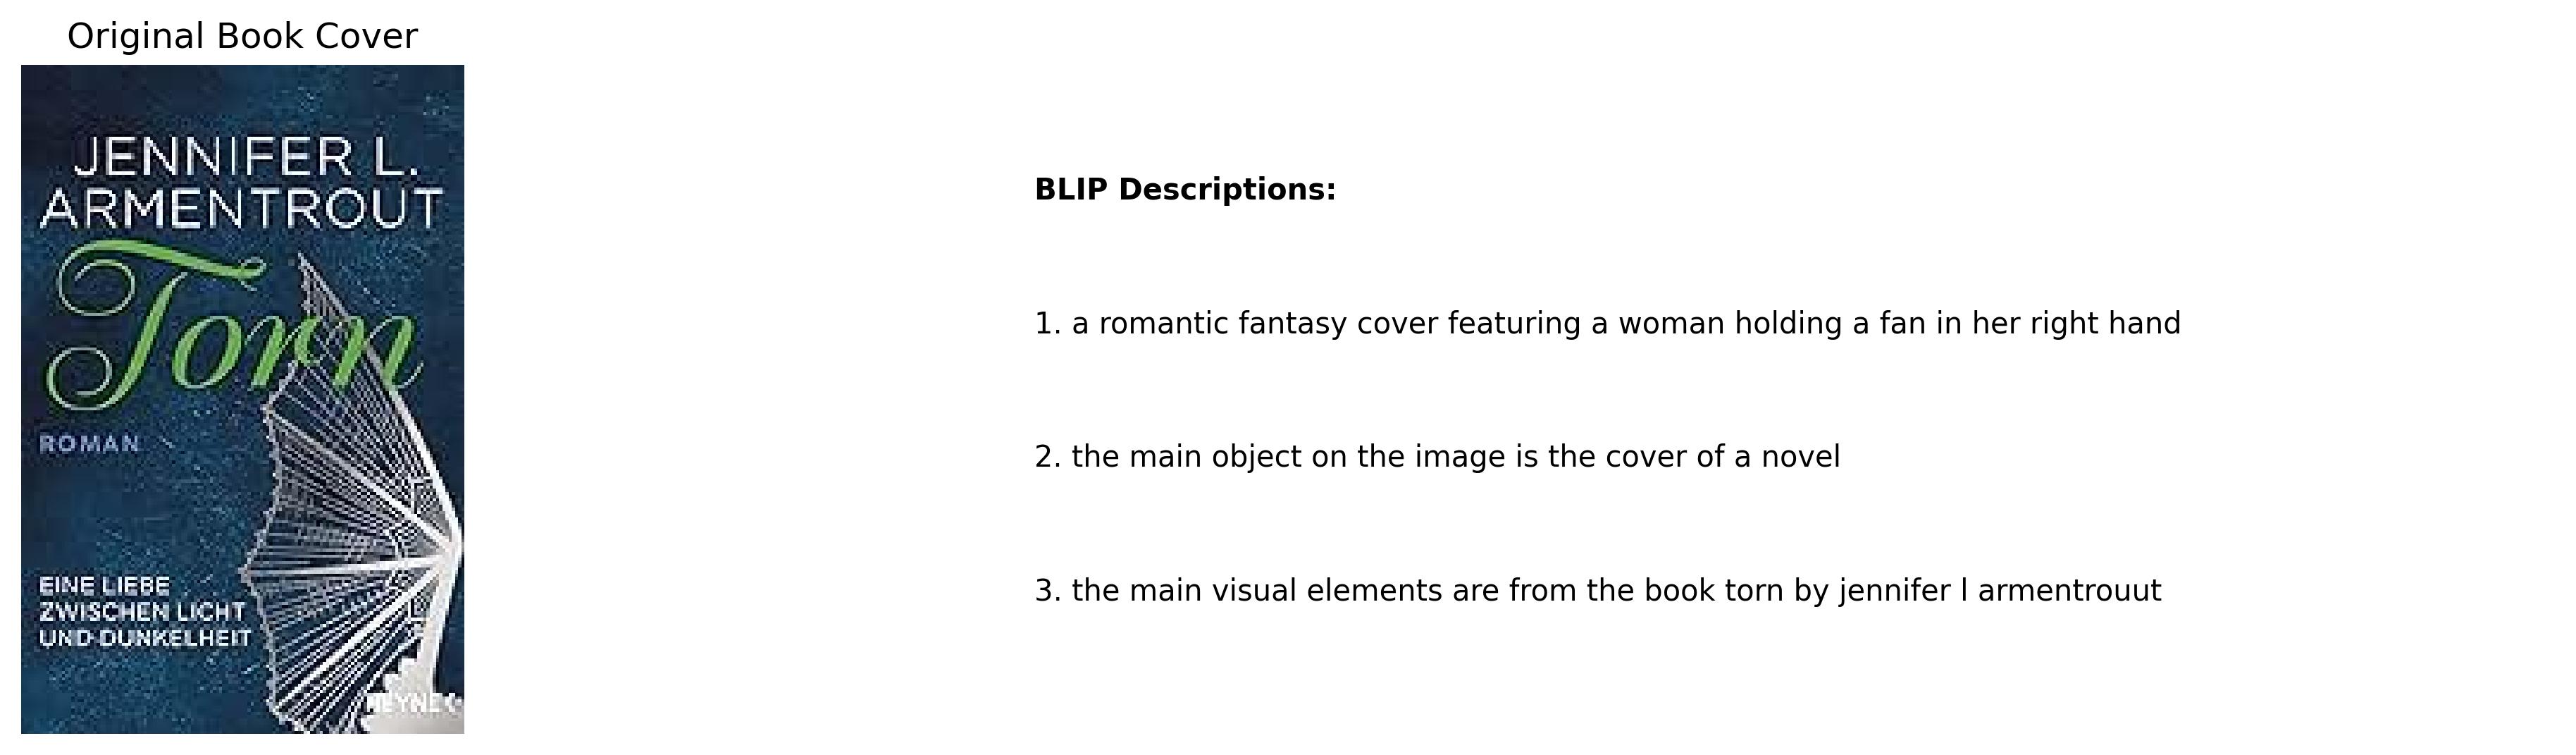 Original Book Cover
JENNIFER L.
ARMENTROUT
Torn
ROMAN
EINE LIEBE
ZWISCHEN LICHT
UND DUNKELHEIT
HEYNE
BLIP Descriptions:
1. a romantic fantasy cover featuring a woman holding a fan in her right hand
2. the main object on the image is the cover of a novel
3. the main visual elements are from the book torn by jennifer l armentrouut